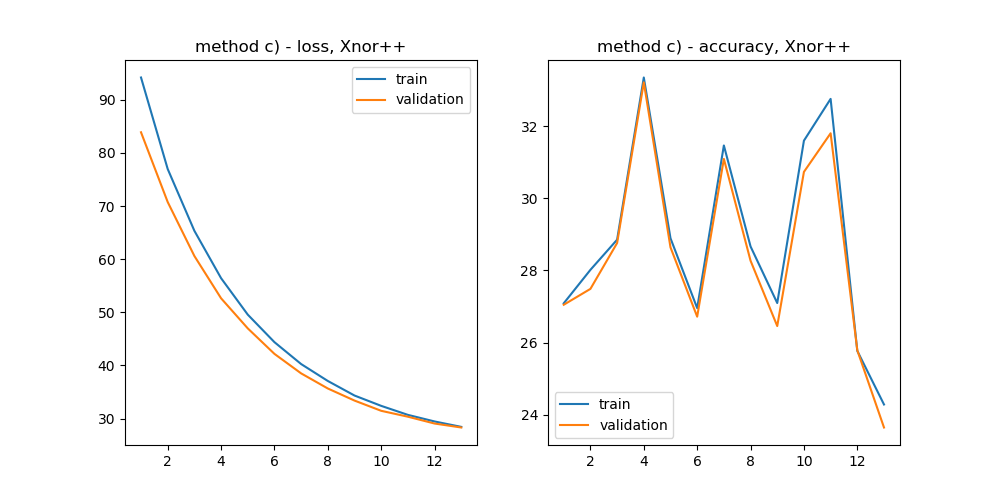 method c) - loss, Xnor++
train
validation
90
80
70
60
50
40
30
2 4 6 8 10 12
method c) - accuracy, Xnor++
32
30
28
26
24
train
validation
2 4 6 8 10 12